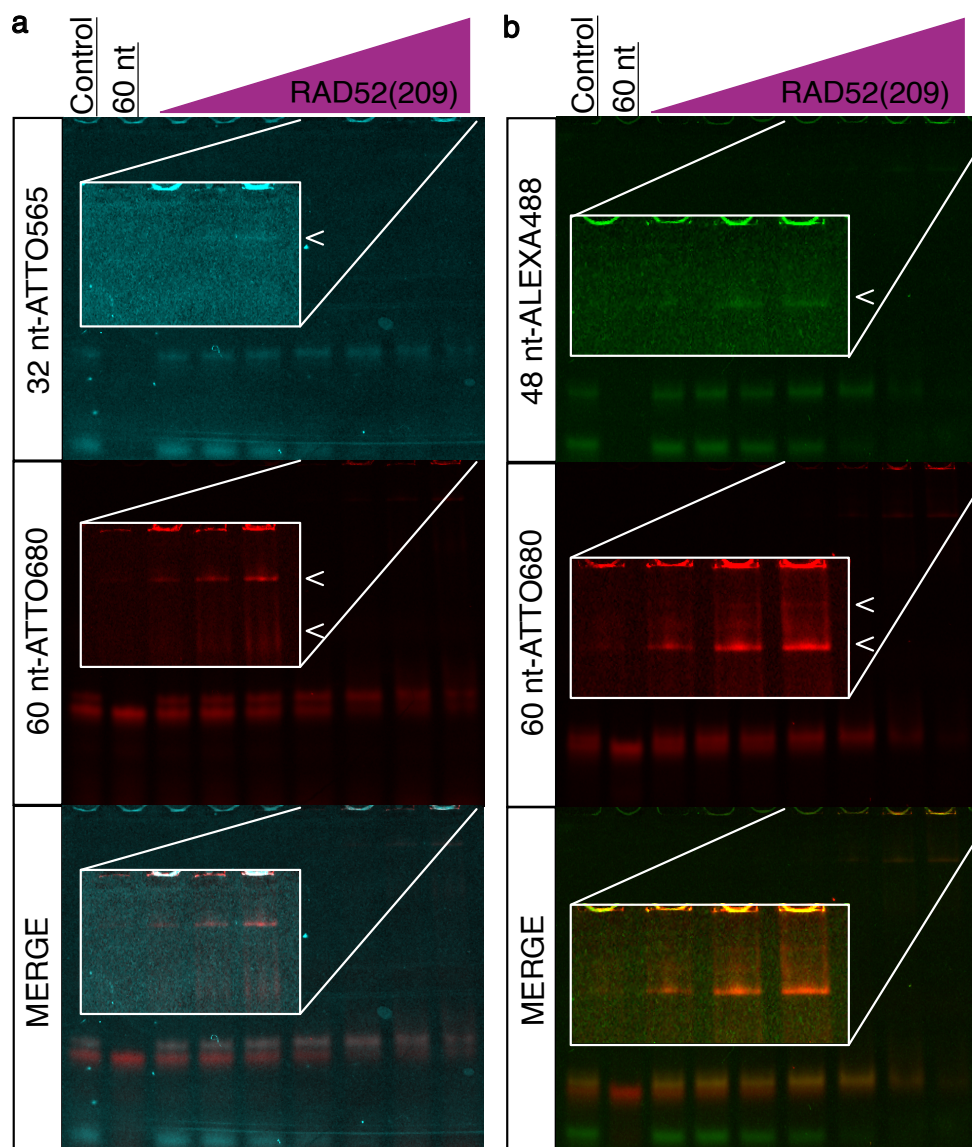 a
Control
60 nt
RAD52(209)
32 nt-ATTO565
<
60 nt-ATTO680
<
<
MERGE
b
Control
60 nt
RAD52(209)
48 nt-ALEXA488
<
60 nt-ATTO680
<
<
MERGE